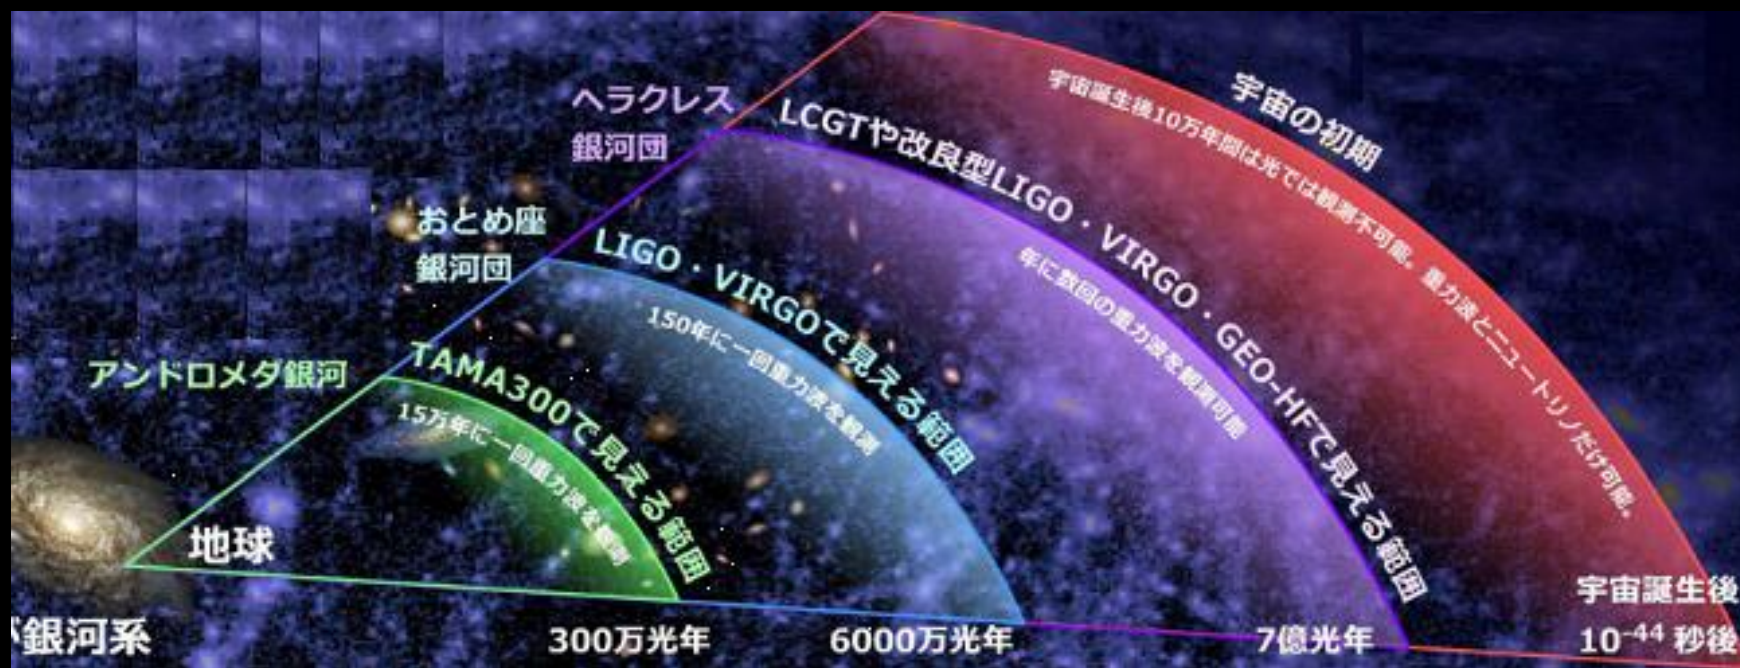 宇宙の初期
宇宙誕生後10万年間は光では観測不可能。重力波とニュートリノだけ可能。
ヘラクレス
銀河団
LCGTや改良型LIGO・VIRGO・GEO-HFで見える範囲
年に数回の重力波を観測可能
おとめ座
銀河団
LIGO・VIRGOで見える範囲
150年に一回重力波を観測
アンドロメダ銀河
TAMA300で見える範囲
15万年に一回重力波を観測
地球
銀河系
300万光年
6000万光年
7億光年
宇宙誕生後
10⁻⁴⁴ 秒後